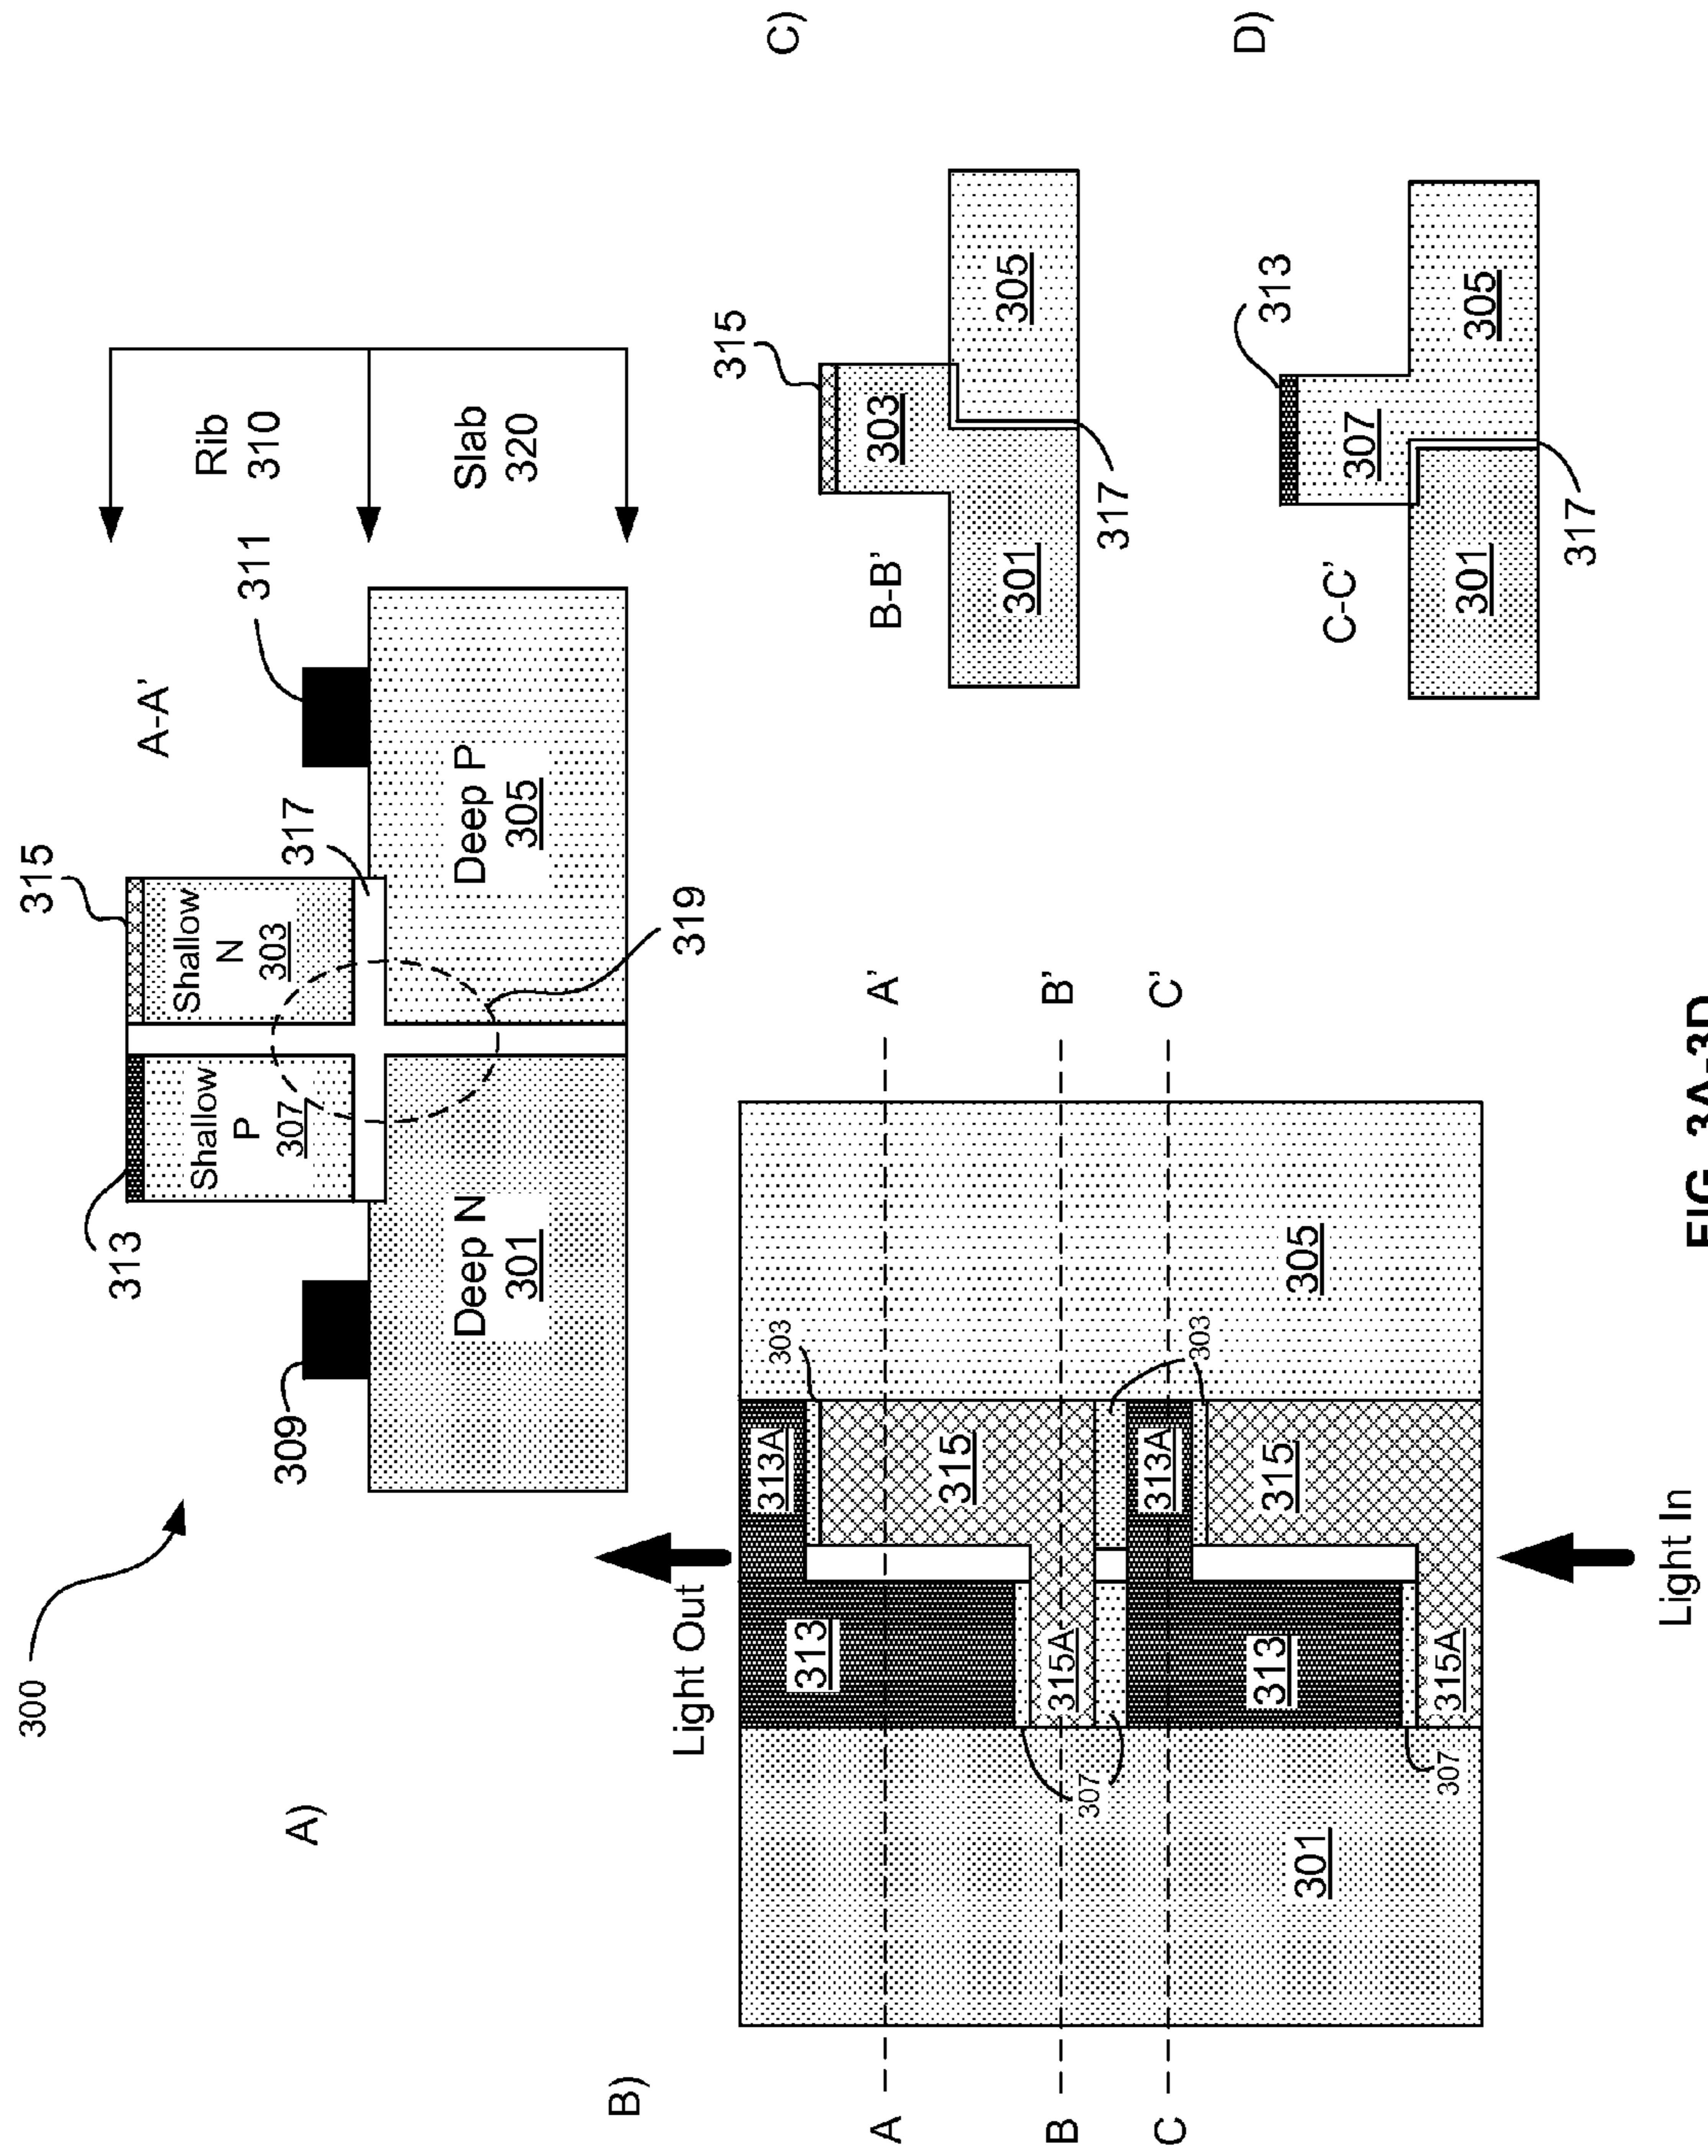 300
A)
A-A'
309
313
315
317
311
Shallow
P
307
Shallow
N
303
Deep N
301
Deep P
305
319
Rib
310
Slab
320
B)
Light Out
A
A'
B
B'
C
C'
313
313A
303
315
315A
307
303
313A
313
315
307
315A
301
305
Light In
C)
B-B'
315
303
301
305
317
D)
C-C'
313
307
301
305
317
FIG. 3A-3D